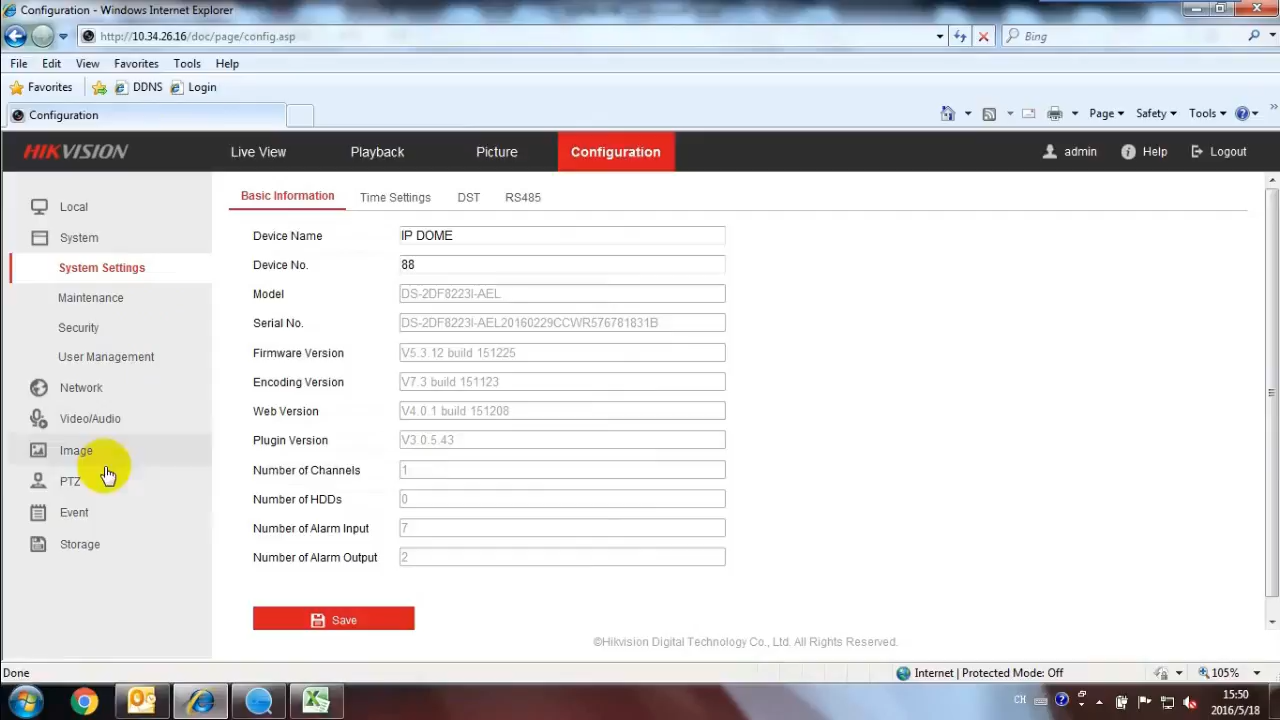 Configuration - Windows Internet Explorer
http://10.34.26.16/doc/page/config.asp
Bing
File Edit View Favorites Tools Help
Favorites DDNS Login
Configuration
Page Safety Tools
HIKVISION Live View Playback Picture Configuration admin Help Logout
Local
System
System Settings
Maintenance
Security
User Management
Network
Video/Audio
Image
PTZ
Event
Storage
Basic Information Time Settings DST RS485
Device Name IP DOME
Device No. 88
Model DS-2DF8223I-AEL
Serial No. DS-2DF8223I-AEL20160229CCWR576781831B
Firmware Version V5.3.12 build 151225
Encoding Version V7.3 build 151123
Web Version V4.0.1 build 151208
Plugin Version V3.0.5.43
Number of Channels 1
Number of HDDs 0
Number of Alarm Input 7
Number of Alarm Output 2
Save
©Hikvision Digital Technology Co., Ltd. All Rights Reserved.
Done Internet | Protected Mode: Off 105%
CH 15:50
2016/5/18